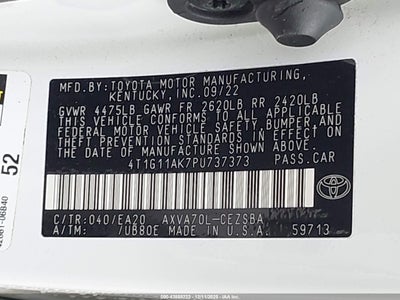 MFD.BY: TOYOTA MOTOR MANUFACTURING,
KENTUCKY, INC. 09/22
GVWR 4475LB GAWR FR 2620LB RR 2420LB
THIS VEHICLE CONFORMS TO ALL APPLICABLE
FEDERAL MOTOR VEHICLE SAFETY, BUMPER, AND
THEFT PREVENTION STANDARDS IN EFFECT ON
THE DATE OF MANUFACTURE SHOWN ABOVE.
4T1G11AK7PU737373 PASS.CAR
C/TR:040/EA20 AXVA70L-CEZSBA
A/TM: /UB80E MADE IN U.S.A. 59713
TOYOTA
52